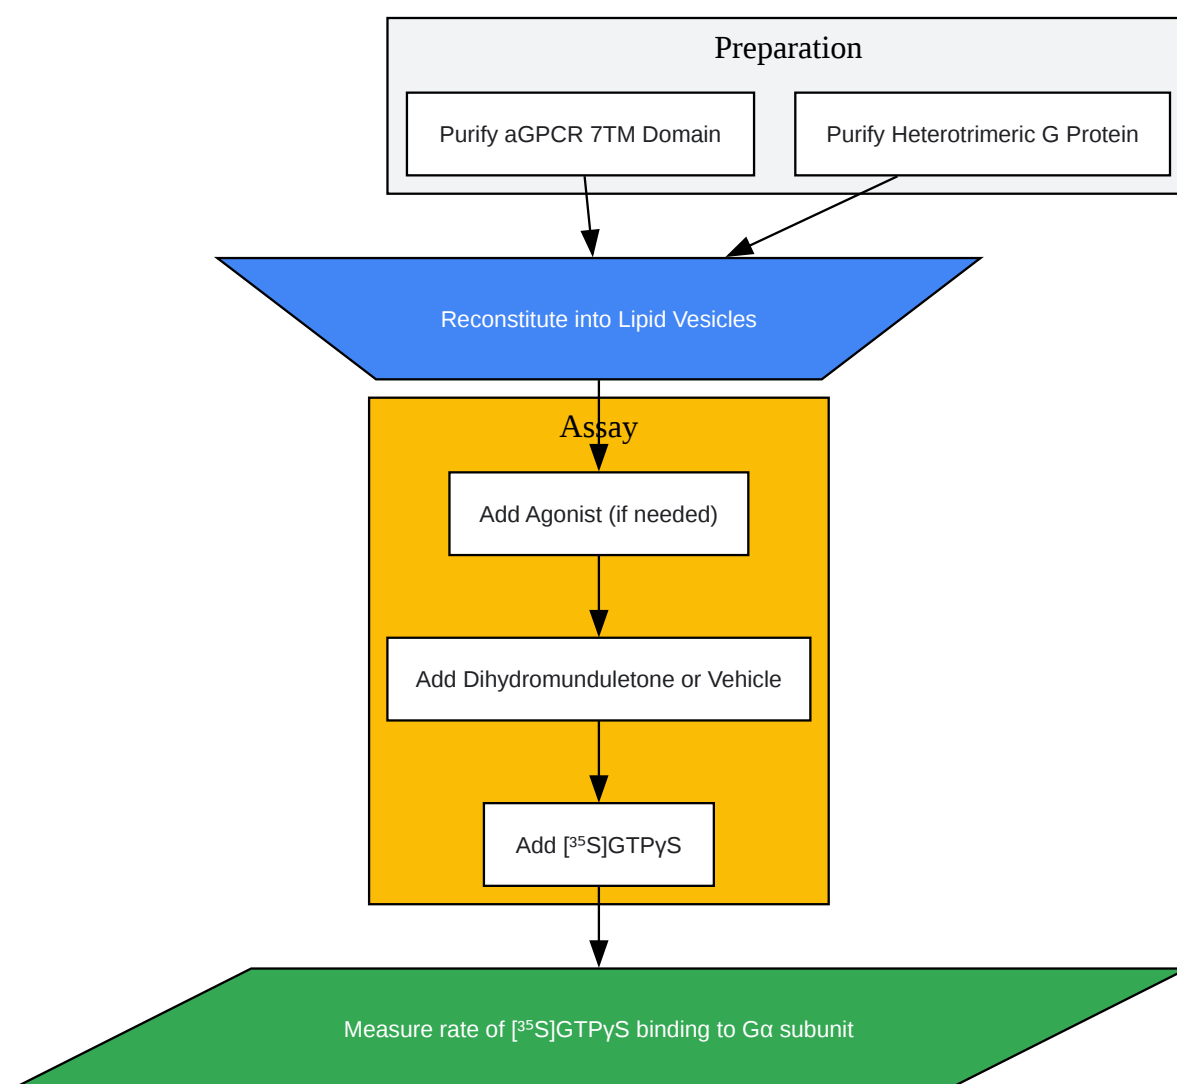 Preparation
Purify aGPCR 7TM Domain
Purify Heterotrimeric G Protein
Reconstitute into Lipid Vesicles
Assay
Add Agonist (if needed)
Add Dihydromunduletone or Vehicle
Add [³⁵S]GTPγS
Measure rate of [³⁵S]GTPγS binding to Gα subunit